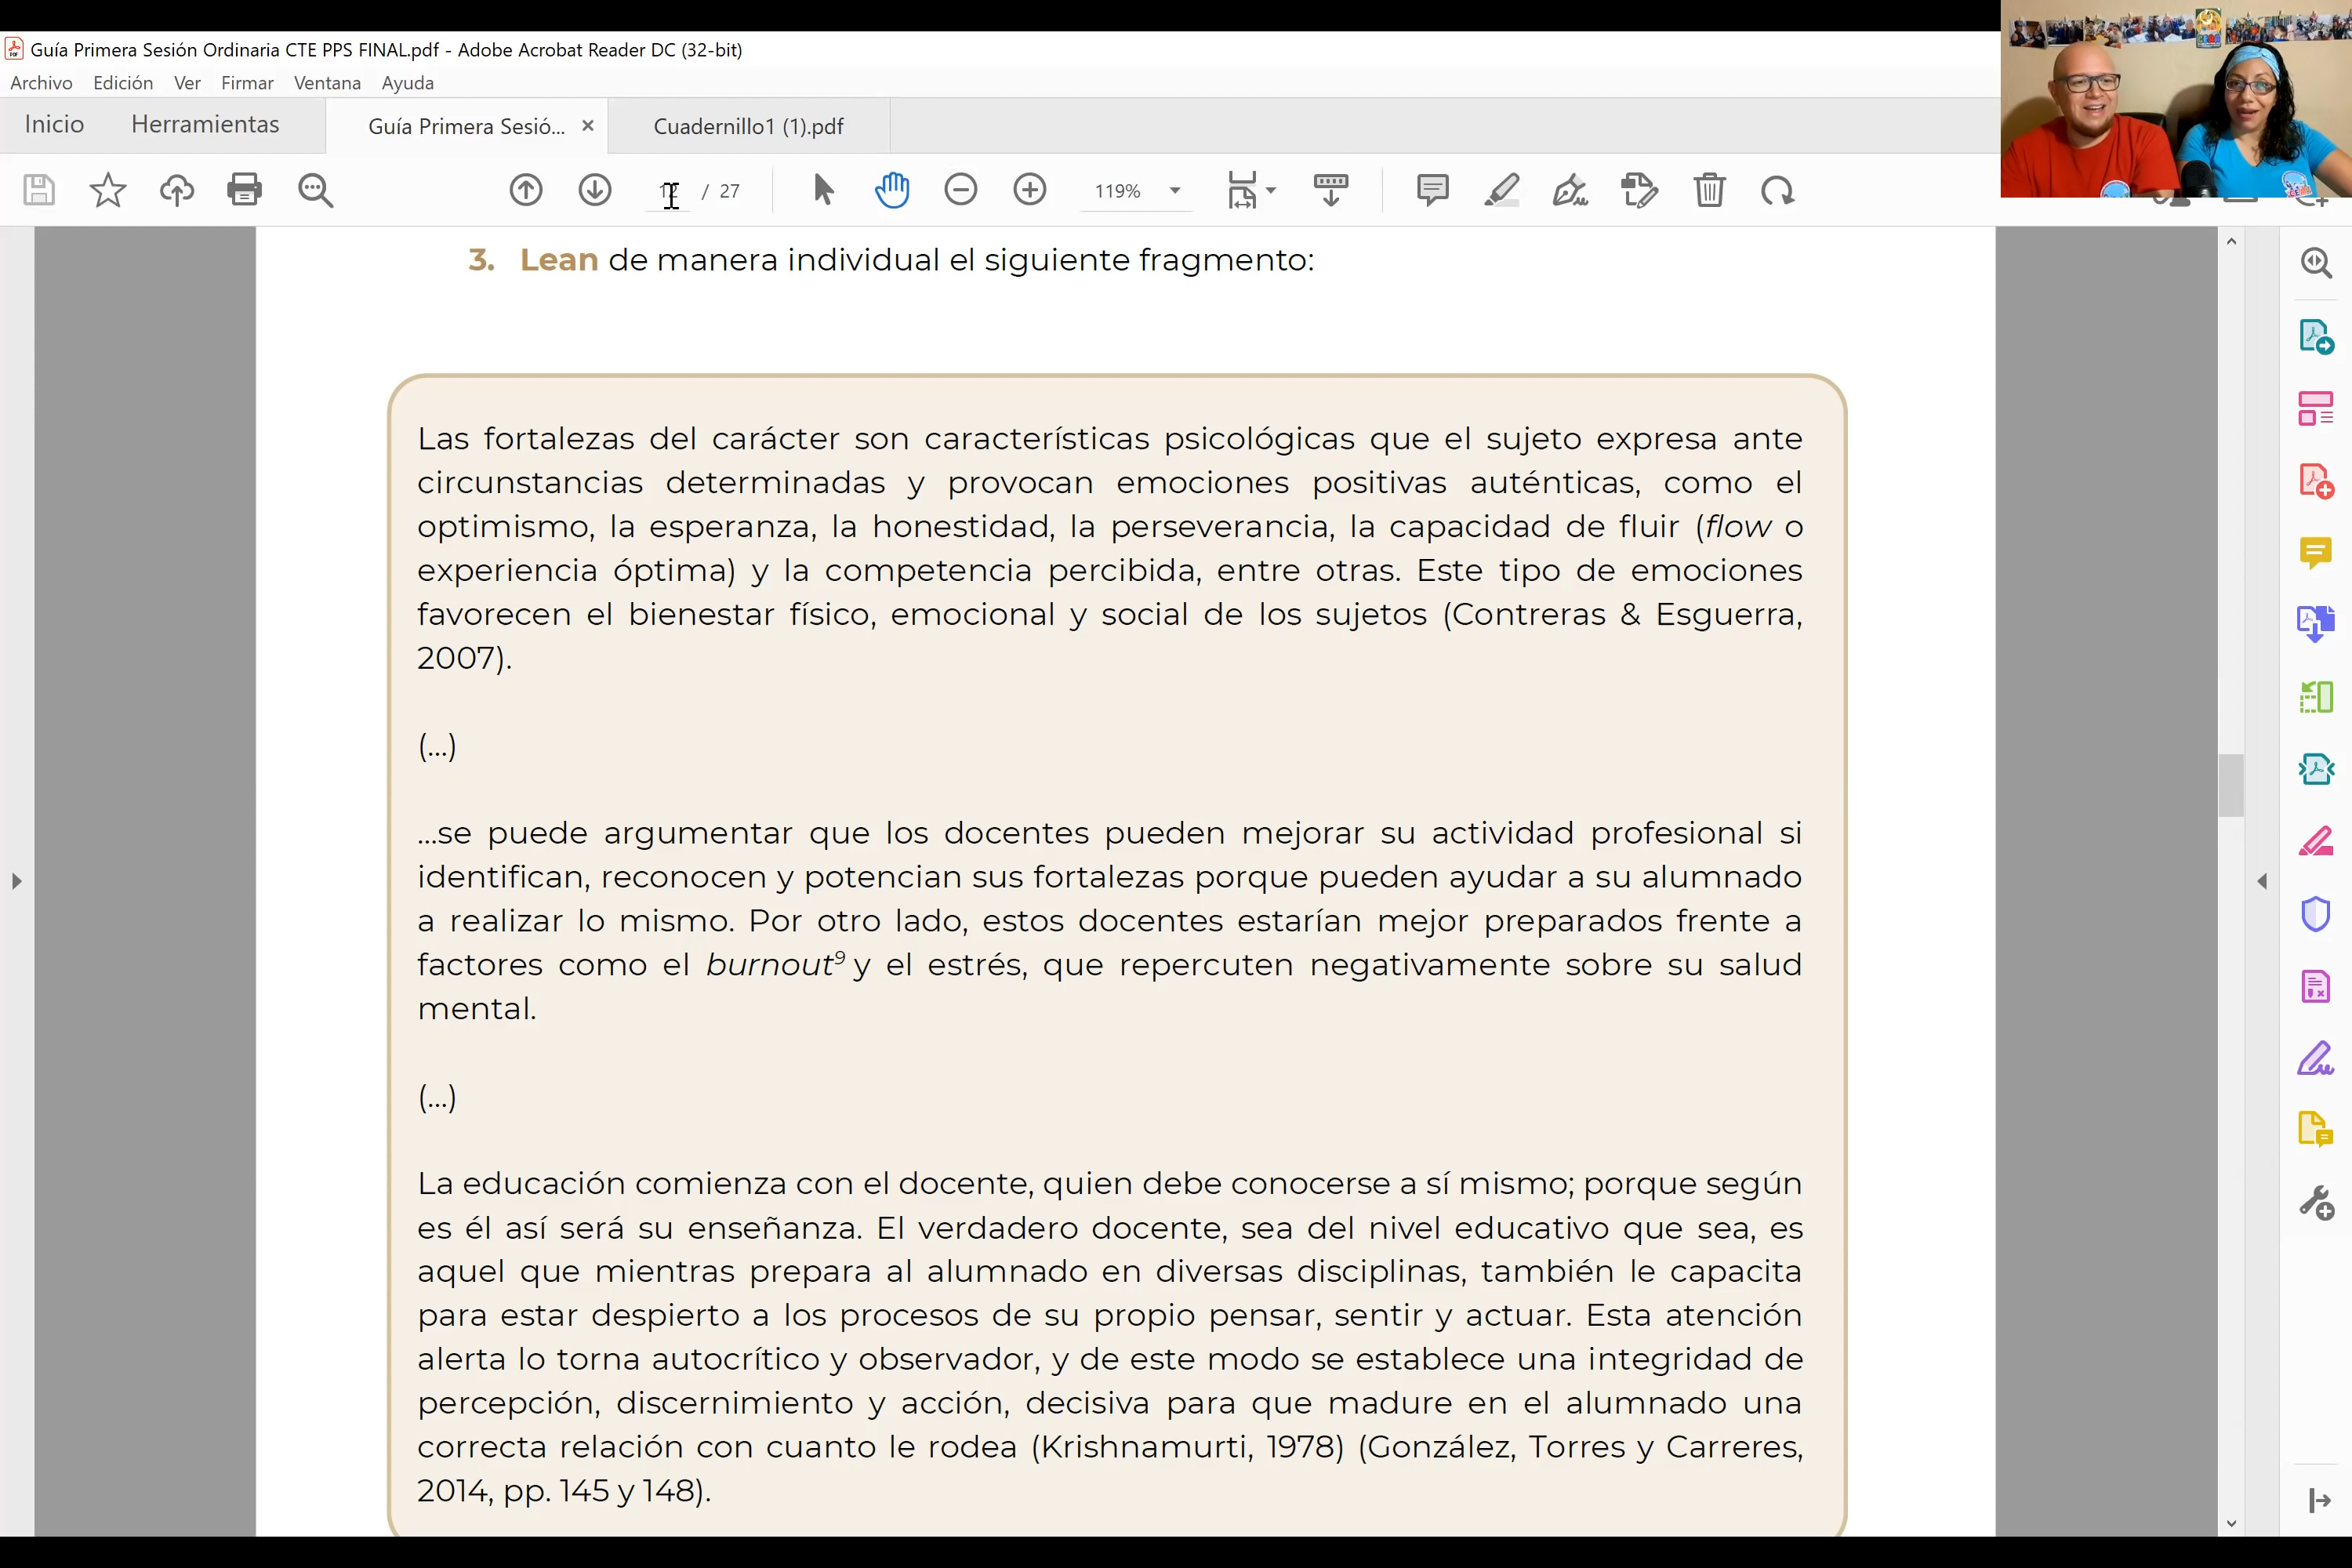 Guía Primera Sesión Ordinaria CTE PPS FINAL.pdf - Adobe Acrobat Reader DC (32-bit)
Archivo Edición Ver Firmar Ventana Ayuda
Inicio Herramientas Guía Primera Sesió... × Cuadernillo1 (1).pdf
12 / 27 119%
3. Lean de manera individual el siguiente fragmento:
Las fortalezas del carácter son características psicológicas que el sujeto expresa ante
circunstancias determinadas y provocan emociones positivas auténticas, como el
optimismo, la esperanza, la honestidad, la perseverancia, la capacidad de fluir (flow o
experiencia óptima) y la competencia percibida, entre otras. Este tipo de emociones
favorecen el bienestar físico, emocional y social de los sujetos (Contreras & Esguerra,
2007).
(...)
...se puede argumentar que los docentes pueden mejorar su actividad profesional si
identifican, reconocen y potencian sus fortalezas porque pueden ayudar a su alumnado
a realizar lo mismo. Por otro lado, estos docentes estarían mejor preparados frente a
factores como el burnout⁹ y el estrés, que repercuten negativamente sobre su salud
mental.
(...)
La educación comienza con el docente, quien debe conocerse a sí mismo; porque según
es él así será su enseñanza. El verdadero docente, sea del nivel educativo que sea, es
aquel que mientras prepara al alumnado en diversas disciplinas, también le capacita
para estar despierto a los procesos de su propio pensar, sentir y actuar. Esta atención
alerta lo torna autocrítico y observador, y de este modo se establece una integridad de
percepción, discernimiento y acción, decisiva para que madure en el alumnado una
correcta relación con cuanto le rodea (Krishnamurti, 1978) (González, Torres y Carreres,
2014, pp. 145 y 148).